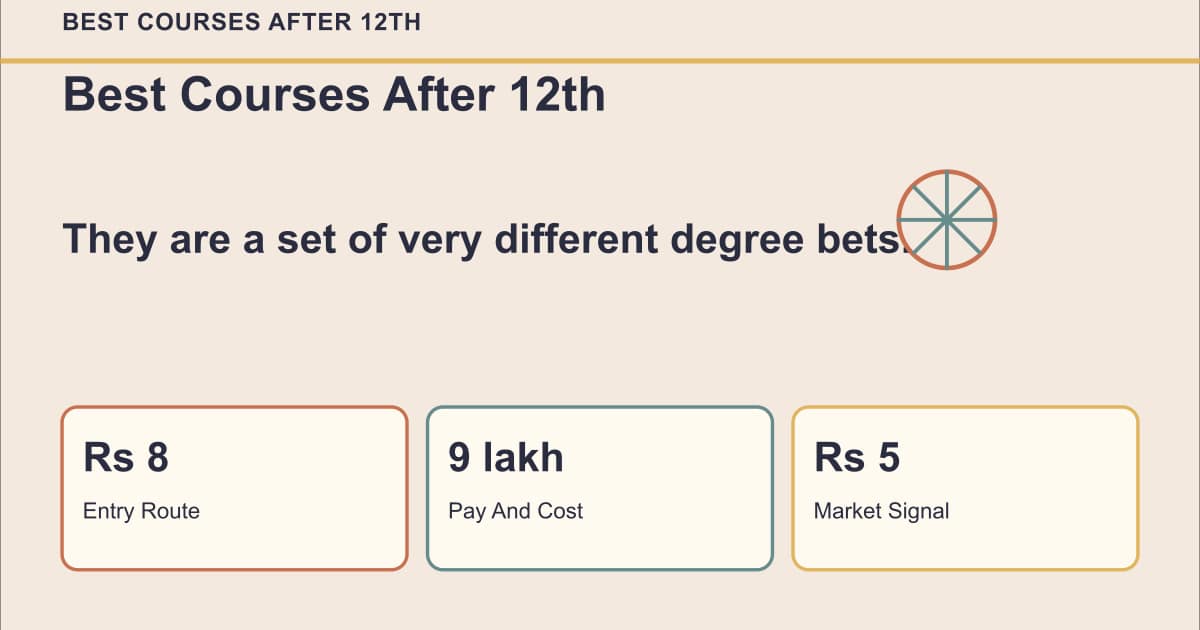 BEST COURSES AFTER 12TH
Best Courses After 12th
They are a set of very different degree bets.
Rs 8
Entry Route
9 lakh
Pay And Cost
Rs 5
Market Signal